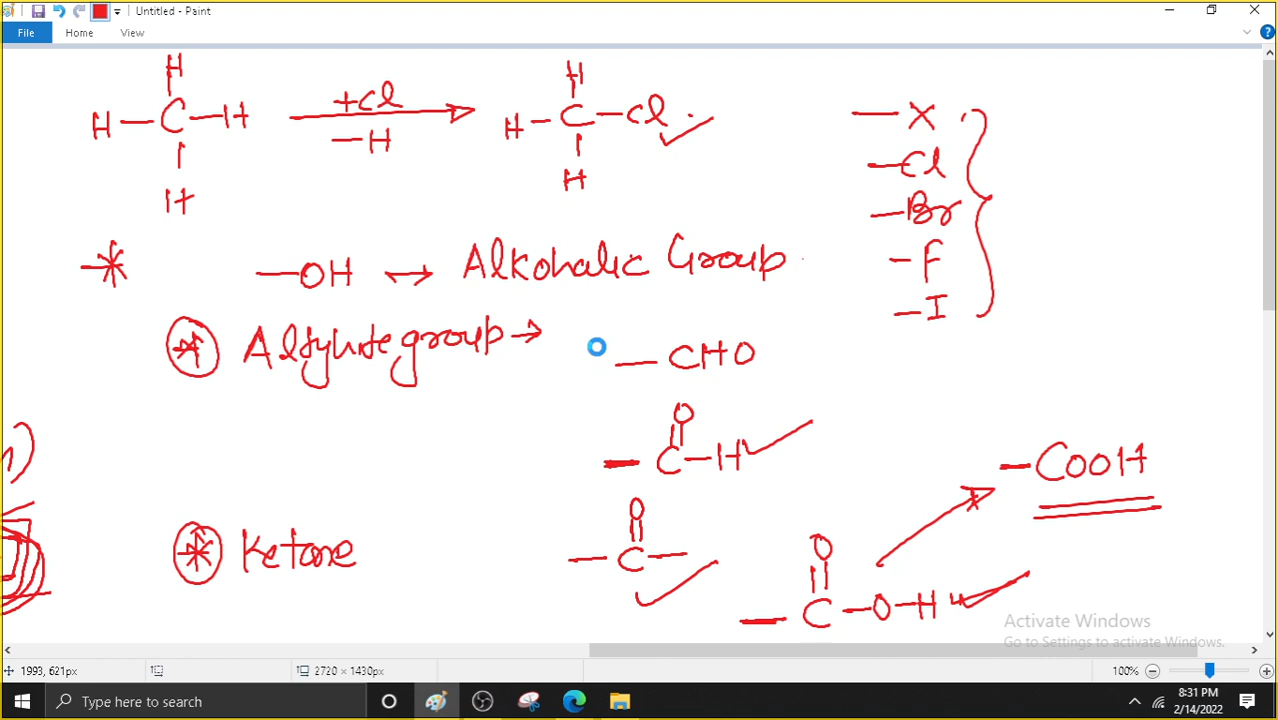 Untitled - Paint
File Home View
H
H — C — H
H
+Cl
—H
H
H — C — Cl
H
— X
— Cl
— Br
— F
— I
—OH ↔ Alkohalic Group
— CHO
O
— C — H
— COOH
O
— C —
Ketone
O
— C — O — H
Activate Windows
Go to Settings to activate Windows.
1993, 621px
2720 × 1430px
100%
Type here to search
8:31 PM
2/14/2022